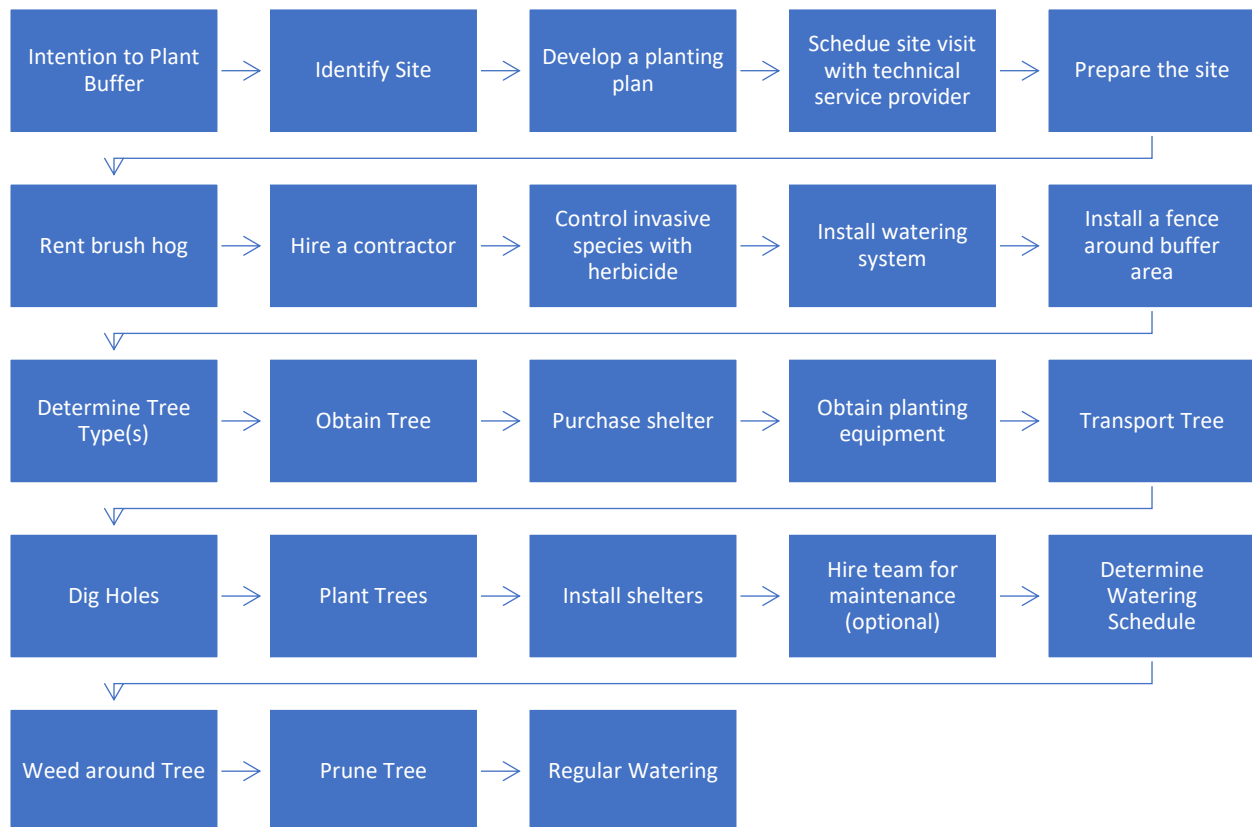 Intention to Plant
Buffer
Identify Site
Develop a planting
plan
Schedue site visit
with technical
service provider
Prepare the site
Rent brush hog
Hire a contractor
Control invasive
species with
herbicide
Install watering
system
Install a fence
around buffer
area
Determine Tree
Type(s)
Obtain Tree
Purchase shelter
Obtain planting
equipment
Transport Tree
Dig Holes
Plant Trees
Install shelters
Hire team for
maintenance
(optional)
Determine
Watering
Schedule
Weed around Tree
Prune Tree
Regular Watering